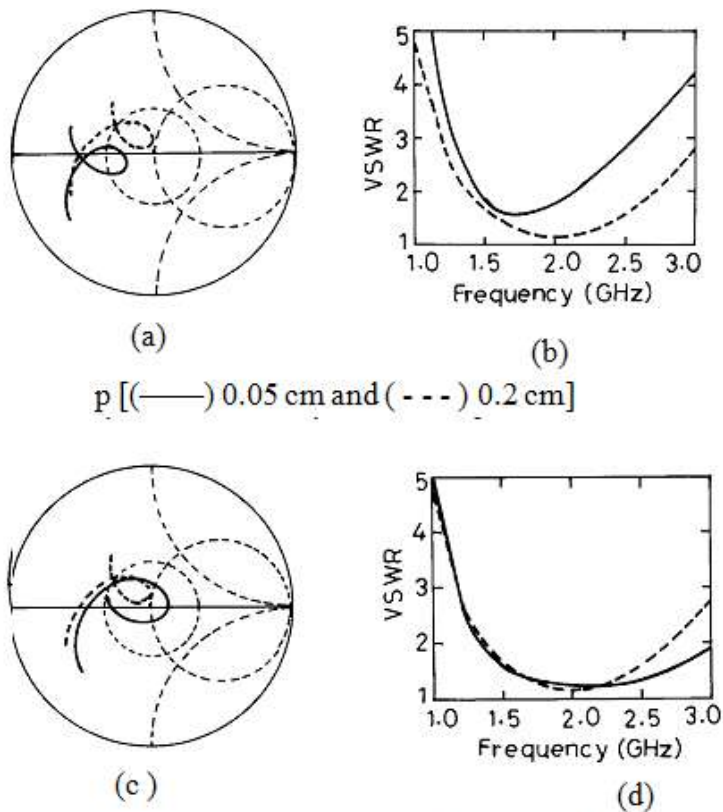 5
4
3
2
1
VSWR
1.0 1.5 2.0 2.5 3.0
Frequency (GHz)
(a)
(b)
p [(——) 0.05 cm and (- - -) 0.2 cm]
5
4
3
2
1
VSWR
1.0 1.5 2.0 2.5 3.0
Frequency (GHz)
(c )
(d)